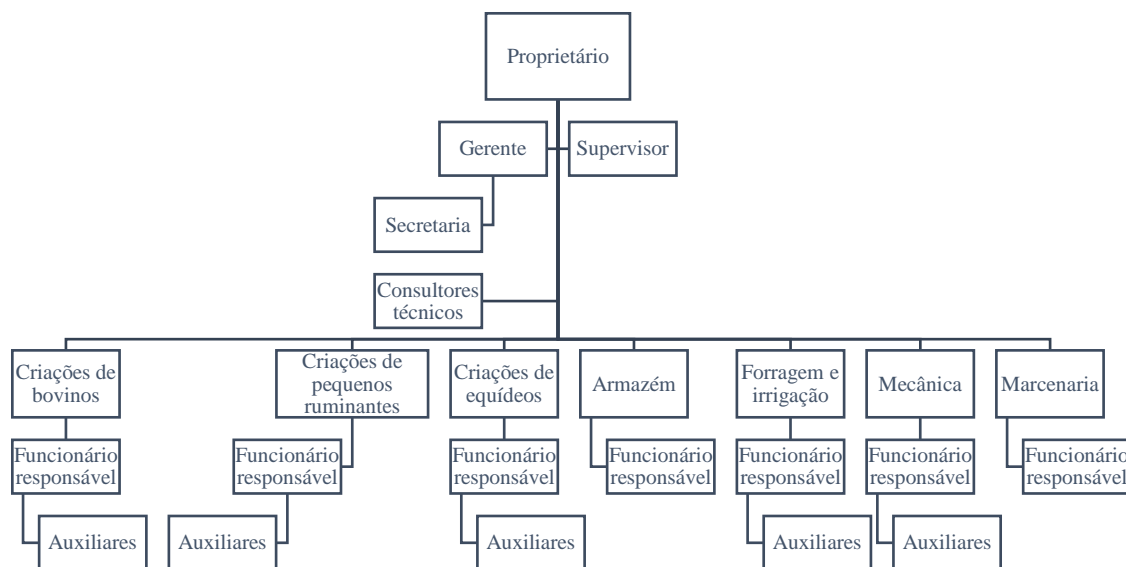 Proprietário
Gerente
Supervisor
Secretaria
Consultores
técnicos
Criações de
bovinos
Criações de
pequenos
ruminantes
Criações de
equídeos
Armazém
Forragem e
irrigação
Mecânica
Marcenaria
Funcionário
responsável
Funcionário
responsável
Funcionário
responsável
Funcionário
responsável
Funcionário
responsável
Funcionário
responsável
Funcionário
responsável
Auxiliares
Auxiliares
Auxiliares
Auxiliares
Auxiliares